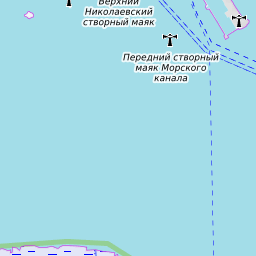 Верхний
Николаевский
створный маяк
Передний створный
маяк Морского
канала